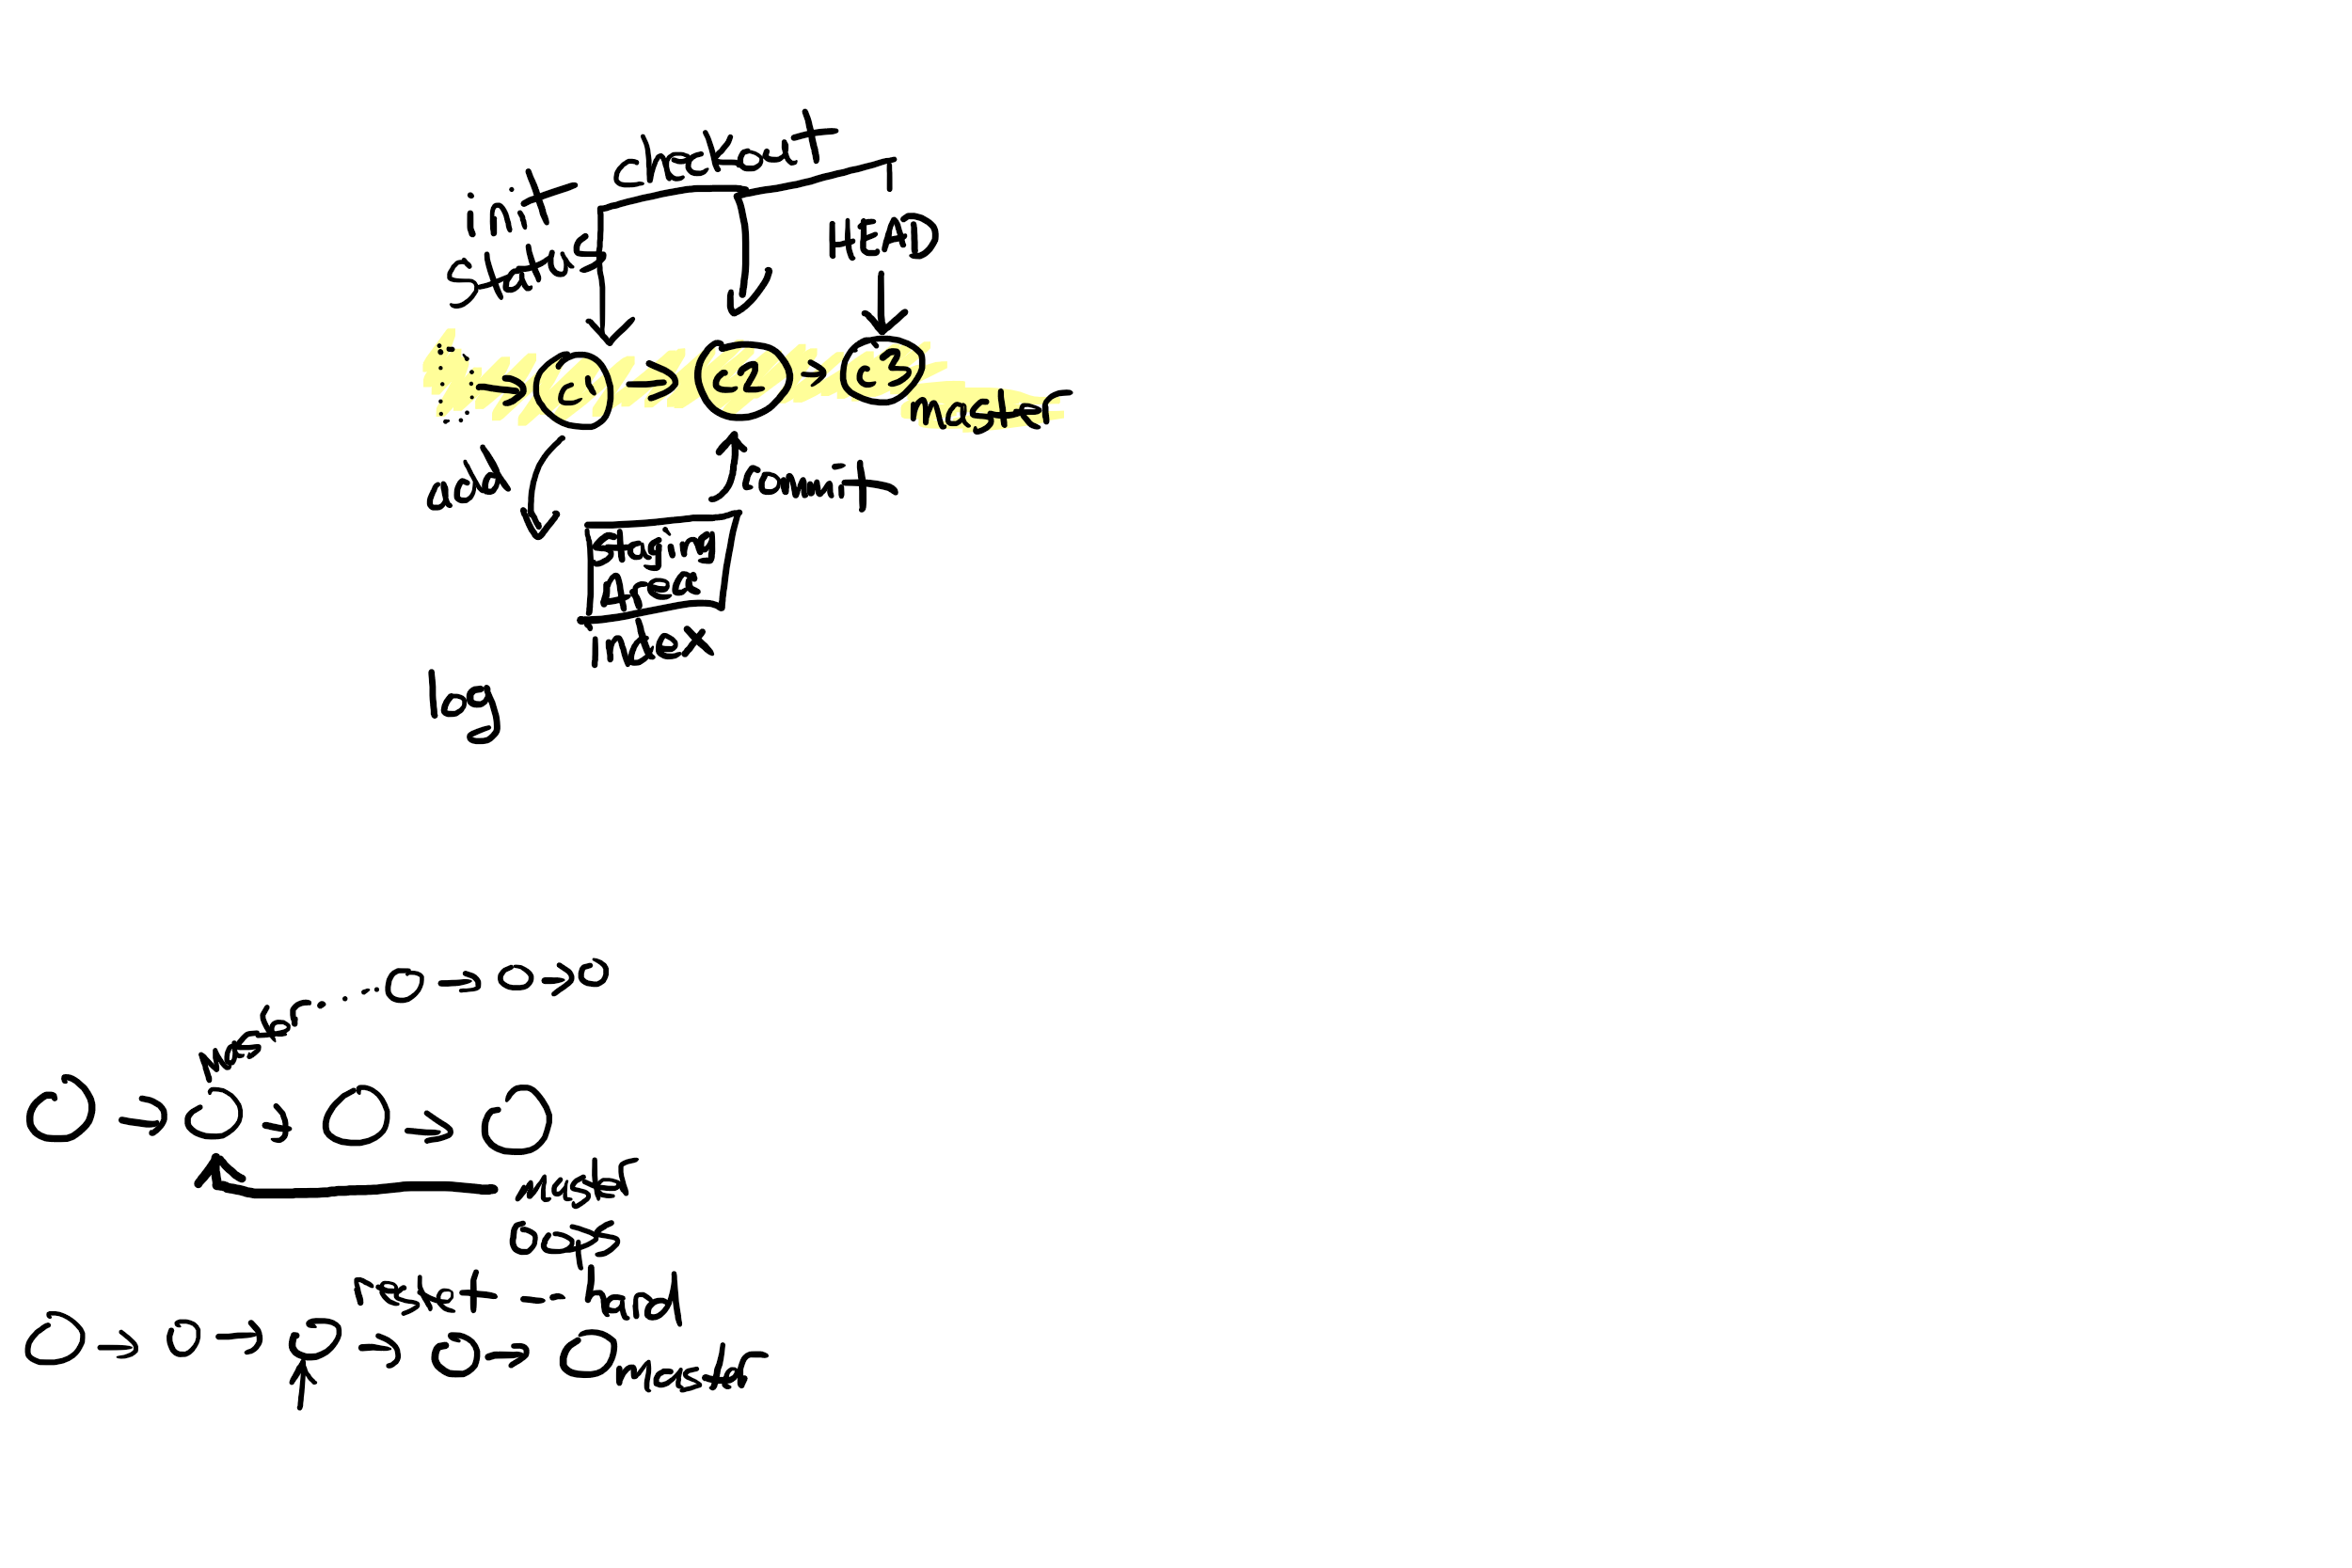 checkout
init
status
HEAD
c1
c2
c3
master
add
commit
Staging
Area
index
log
master
master
oops
reset --hard
master